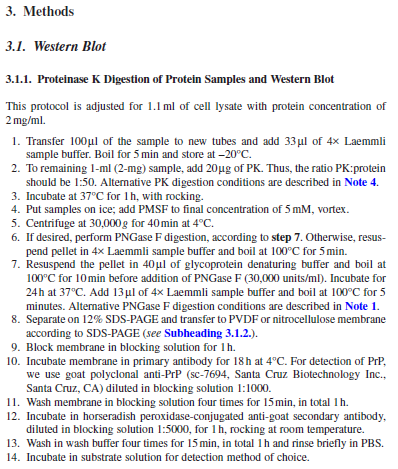 3. Methods
3.1. Western Blot
3.1.1. Proteinase K Digestion of Protein Samples and Western Blot
This protocol is adjusted for 1.1 ml of cell lysate with protein concentration of
2 mg/ml.
1. Transfer 100 μl of the sample to new tubes and add 33 μl of 4× Laemmli
sample buffer. Boil for 5 min and store at –20°C.
2. To remaining 1-ml (2-mg) sample, add 20 μg of PK. Thus, the ratio PK:protein
should be 1:50. Alternative PK digestion conditions are described in Note 4.
3. Incubate at 37°C for 1 h, with rocking.
4. Put samples on ice; add PMSF to final concentration of 5 mM, vortex.
5. Centrifuge at 30,000g for 40 min at 4°C.
6. If desired, perform PNGase F digestion, according to step 7. Otherwise, resus-
pend pellet in 4× Laemmli sample buffer and boil at 100°C for 5 min.
7. Resuspend the pellet in 40 μl of glycoprotein denaturing buffer and boil at
100°C for 10 min before addition of PNGase F (30,000 units/ml). Incubate for
24 h at 37°C. Add 13 μl of 4× Laemmli sample buffer and boil at 100°C for 5
minutes. Alternative PNGase F digestion conditions are described in Note 1.
8. Separate on 12% SDS-PAGE and transfer to PVDF or nitrocellulose membrane
according to SDS-PAGE (see Subheading 3.1.2.).
9. Block membrane in blocking solution for 1 h.
10. Incubate membrane in primary antibody for 18 h at 4°C. For detection of PrP,
we use goat polyclonal anti-PrP (sc-7694, Santa Cruz Biotechnology Inc.,
Santa Cruz, CA) diluted in blocking solution 1:1000.
11. Wash membrane in blocking solution four times for 15 min, in total 1 h.
12. Incubate in horseradish peroxidase-conjugated anti-goat secondary antibody,
diluted in blocking solution 1:5000, for 1 h, rocking at room temperature.
13. Wash in wash buffer four times for 15 min, in total 1 h and rinse briefly in PBS.
14. Incubate in substrate solution for detection method of choice.